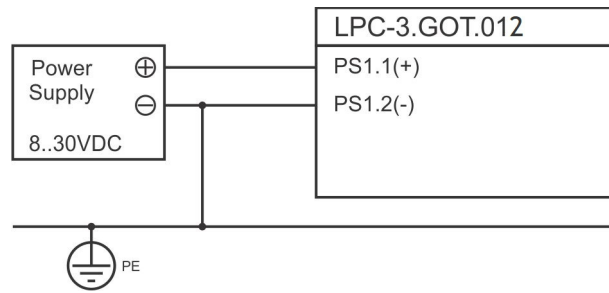 LPC-3.GOT.012
Power
Supply
8..30VDC
PS1.1(+)
PS1.2(-)
PE